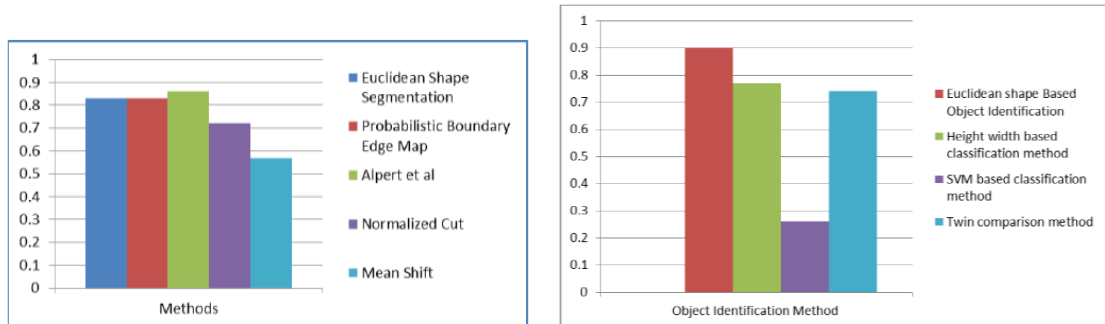 1
0.9
0.8
0.7
0.6
0.5
0.4
0.3
0.2
0.1
0
Methods
Euclidean Shape
Segmentation
Probilistic Boundary
Edge Map
Alpert et al
Normalized Cut
Mean Shift
1
0.9
0.8
0.7
0.6
0.5
0.4
0.3
0.2
0.1
0
Object Identification Method
Euclidean shape Based
Object Identification
Height width based
classification method
SVM based classification
method
Twin comparison method